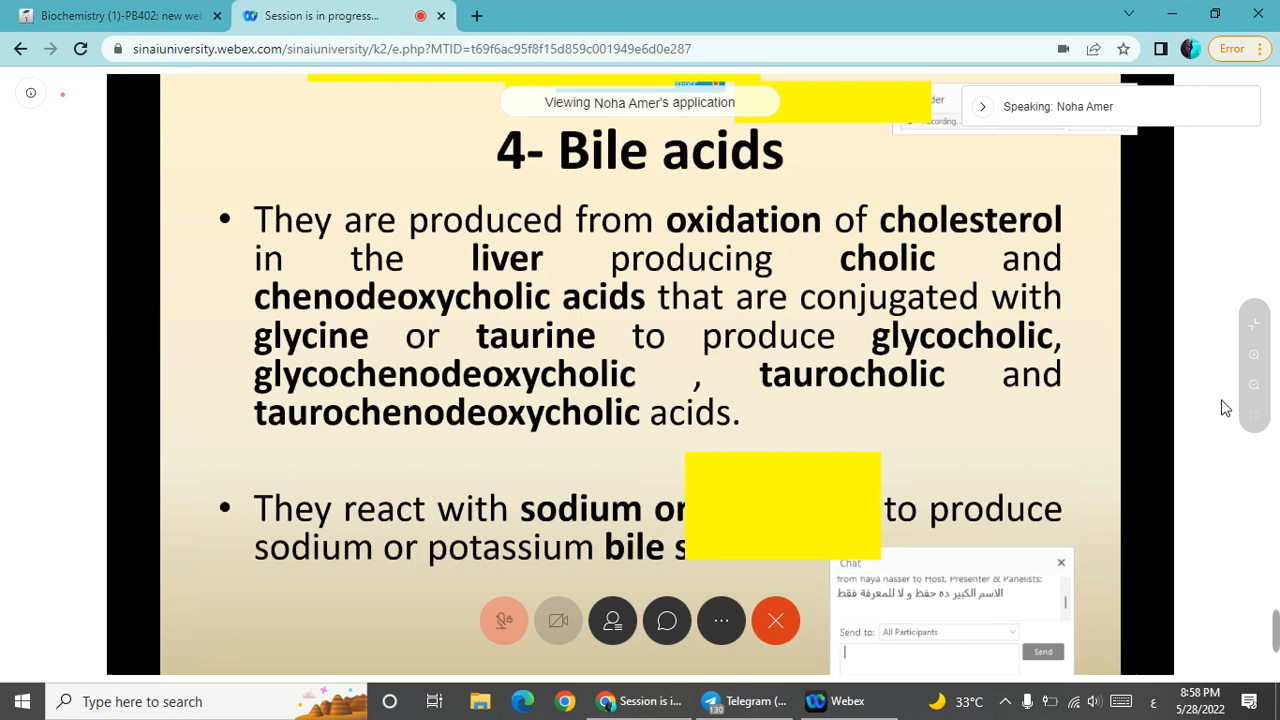 Biochemistry (1)-PB402: new web
Session is in progress...
sinaiuniversity.webex.com/sinaiuniversity/k2/e.php?MTID=t69f6ac95f8f15d859c001949e6d0e287
Error
Viewing Noha Amer's application
Recording...
Speaking: Noha Amer
4- Bile acids
• They are produced from oxidation of cholesterol
in the liver producing cholic and
chenodeoxycholic acids that are conjugated with
glycine or taurine to produce glycocholic,
glycochenodeoxycholic , taurocholic and
taurochenodeoxycholic acids.
• They react with sodium or to produce
sodium or potassium bile
Chat
from haya nasser to Host, Presenter & Panelists:
الاسم الكبير ده حفظ و لا للمعرفة فقط
Send to: All Participants
Send
Type here to search
Session is i...
Telegram (...
130
Webex
33°C
ع
8:58 PM
5/28/2022